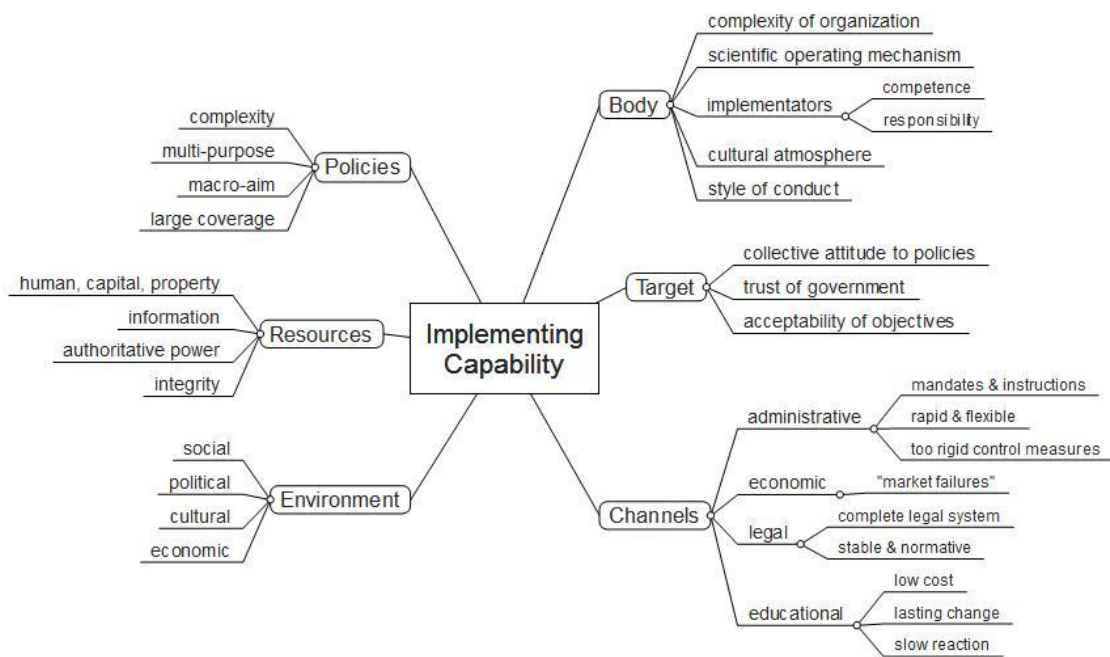 Implementing
Capability
Policies
complexity
multi-purpose
macro-aim
large coverage
Resources
human, capital, property
information
authoritative power
integrity
Environment
social
political
cultural
economic
Body
complexity of organization
scientific operating mechanism
implementators
competence
responsibility
cultural atmosphere
style of conduct
Target
collective attitude to policies
trust of government
acceptability of objectives
Channels
administrative
mandates & instructions
rapid & flexible
too rigid control measures
economic
"market failures"
legal
complete legal system
stable & normative
educational
low cost
lasting change
slow reaction